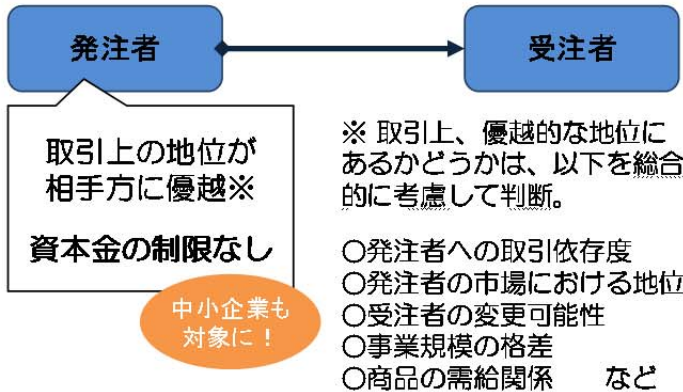 発注者
受注者
取引上の地位が
相手方に優越※
資本金の制限なし
中小企業も
対象に！
※ 取引上、優越的な地位に
あるかどうかは、以下を総合
的に考慮して判断。
○発注者への取引依存度
○発注者の市場における地位
○受注者の変更可能性
○事業規模の格差
○商品の需給関係　　など